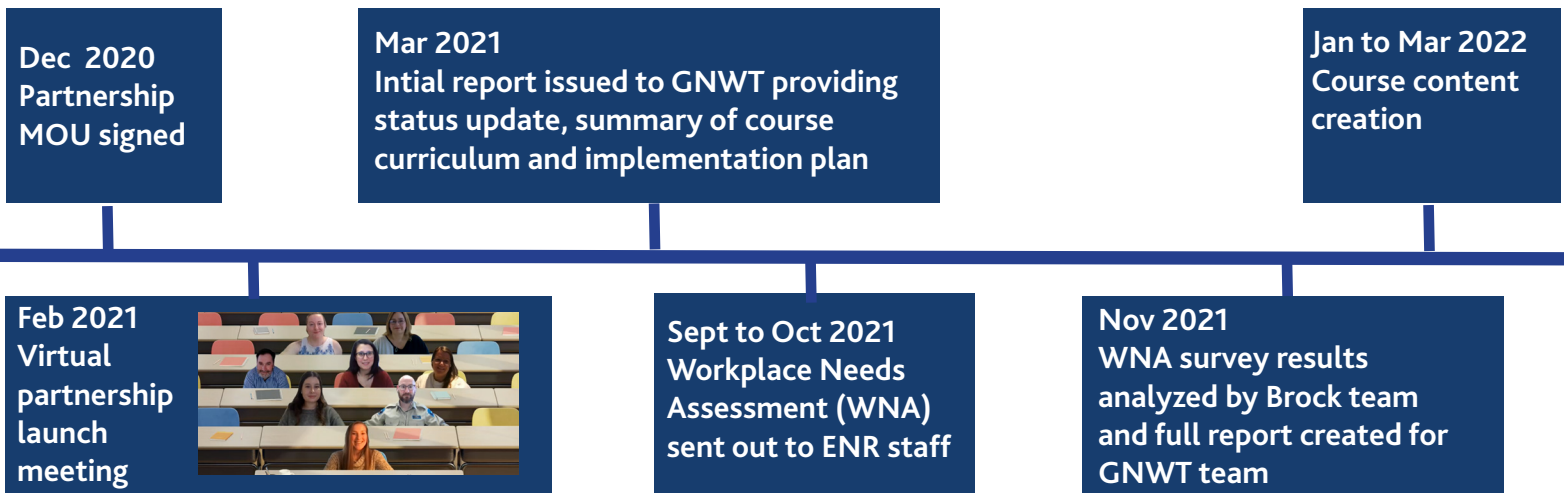 Dec 2020
Partnership
MOU signed
Feb 2021
Virtual
partnership
launch
meeting
Mar 2021
Intial report issued to GNWT providing
status update, summary of course
curriculum and implementation plan
Sept to Oct 2021
Workplace Needs
Assessment (WNA)
sent out to ENR staff
Nov 2021
WNA survey results
analyzed by Brock team
and full report created for
GNWT team
Jan to Mar 2022
Course content
creation